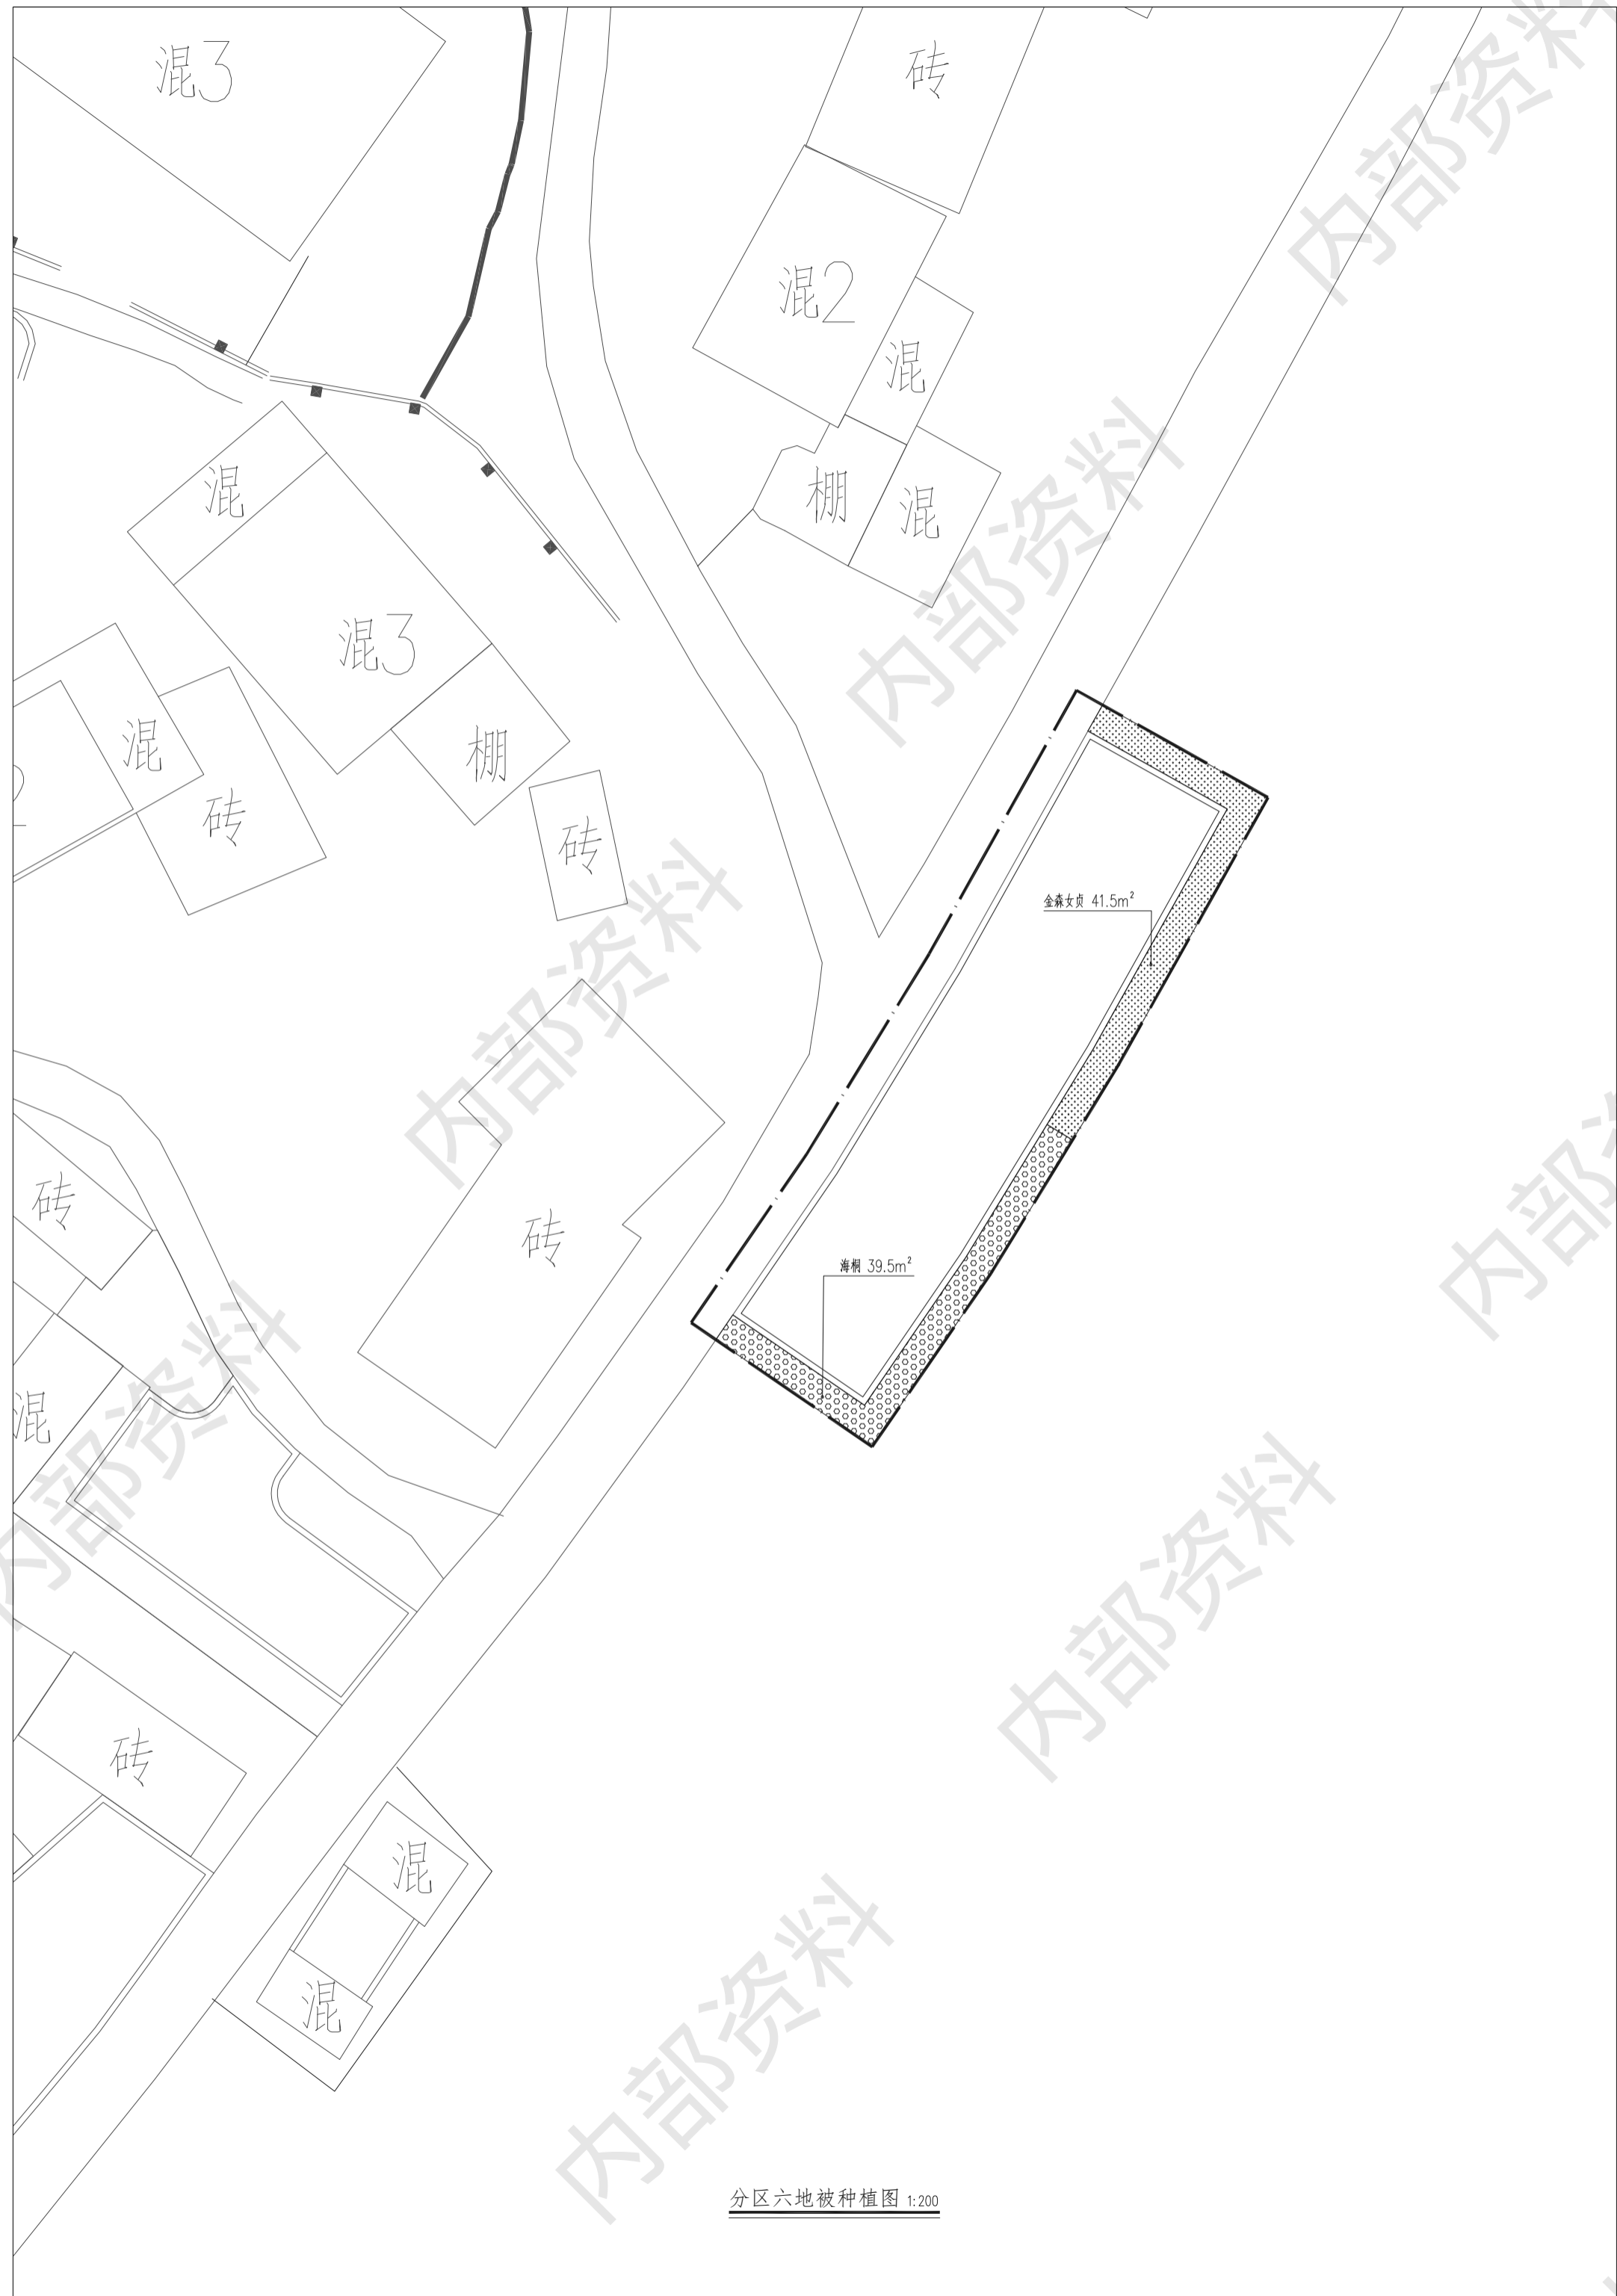 混3
砖
内部资料
混2
混
内部资料
混
棚
混
混3
混
棚
砖
砖
内部资料
金森女贞 41.5m²
内部资
砖
砖
海桐 39.5m²
内部资料
混
内部资料
砖
混
内部资料
混
分区六地被种植图 1:200